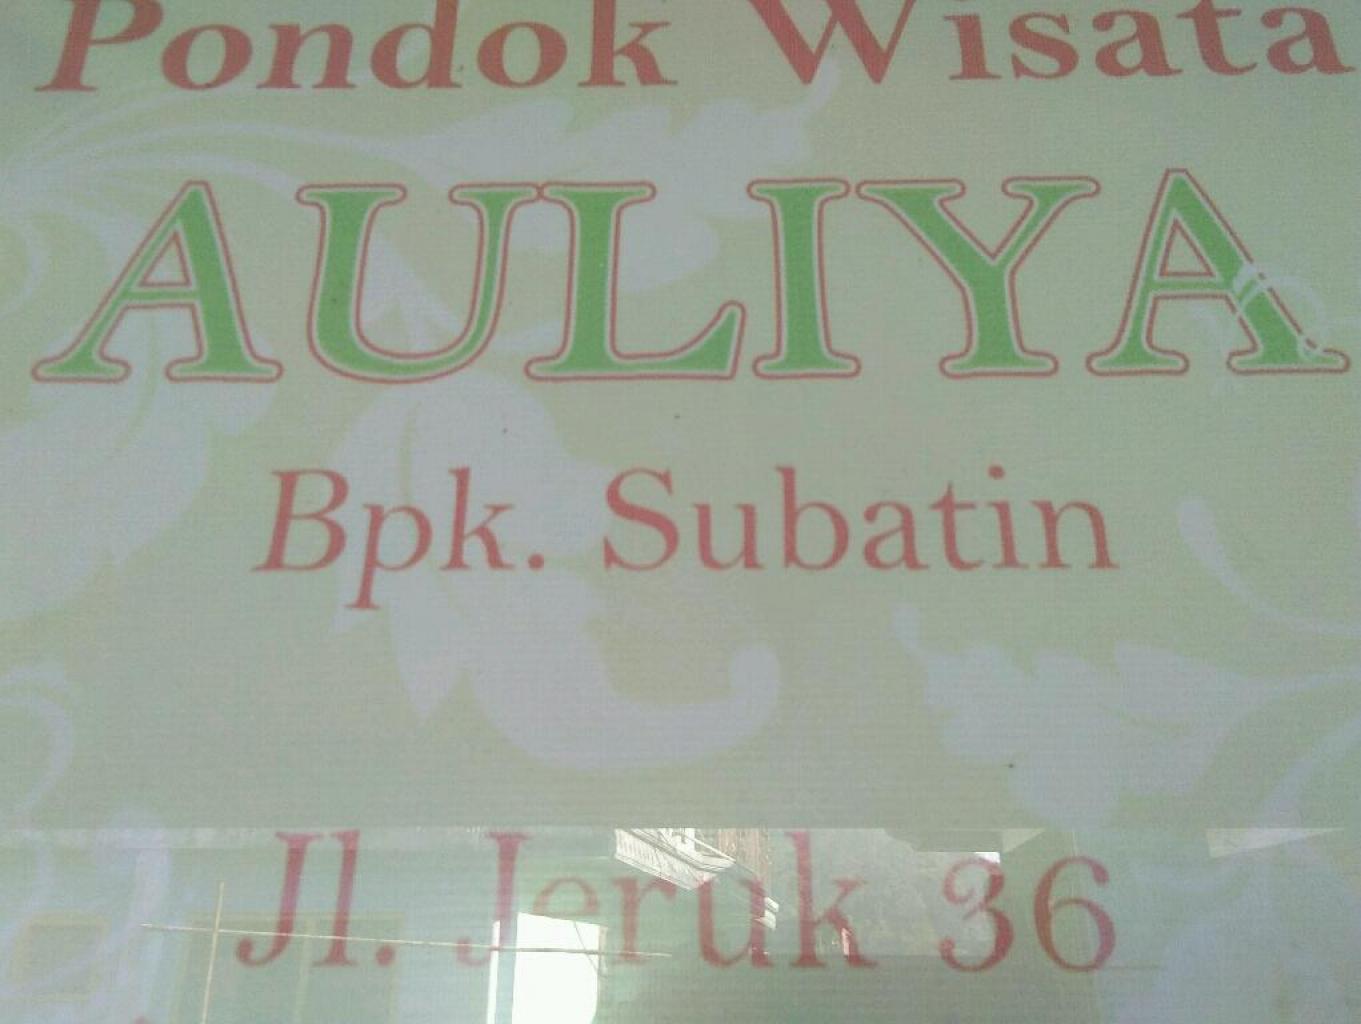 Pondok Wisata
AULIYA
Bpk. Subatin
Jl. Jeruk 36